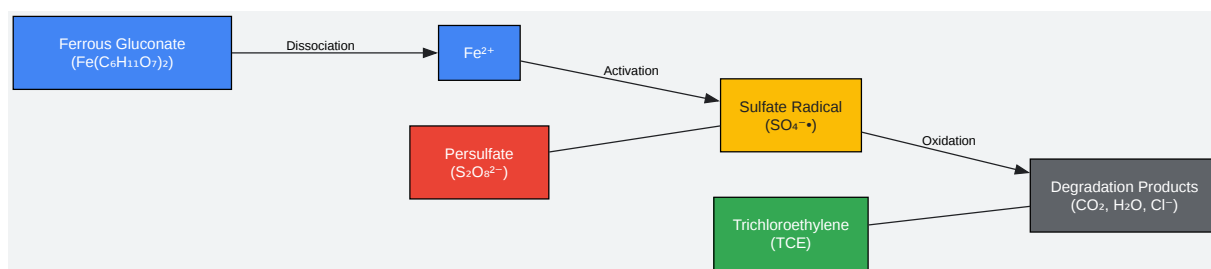 Ferrous Gluconate
(Fe(C₆H₁₁O₇)₂)
Dissociation
Fe²⁺
Activation
Sulfate Radical
(SO₄⁻•)
Persulfate
(S₂O₈²⁻)
Oxidation
Degradation Products
(CO₂, H₂O, Cl⁻)
Trichloroethylene
(TCE)